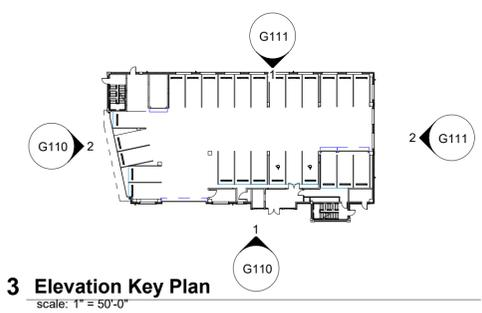 G111
1
G110 2
2 G111
1
G110
3 Elevation Key Plan
scale: 1" = 50'-0"